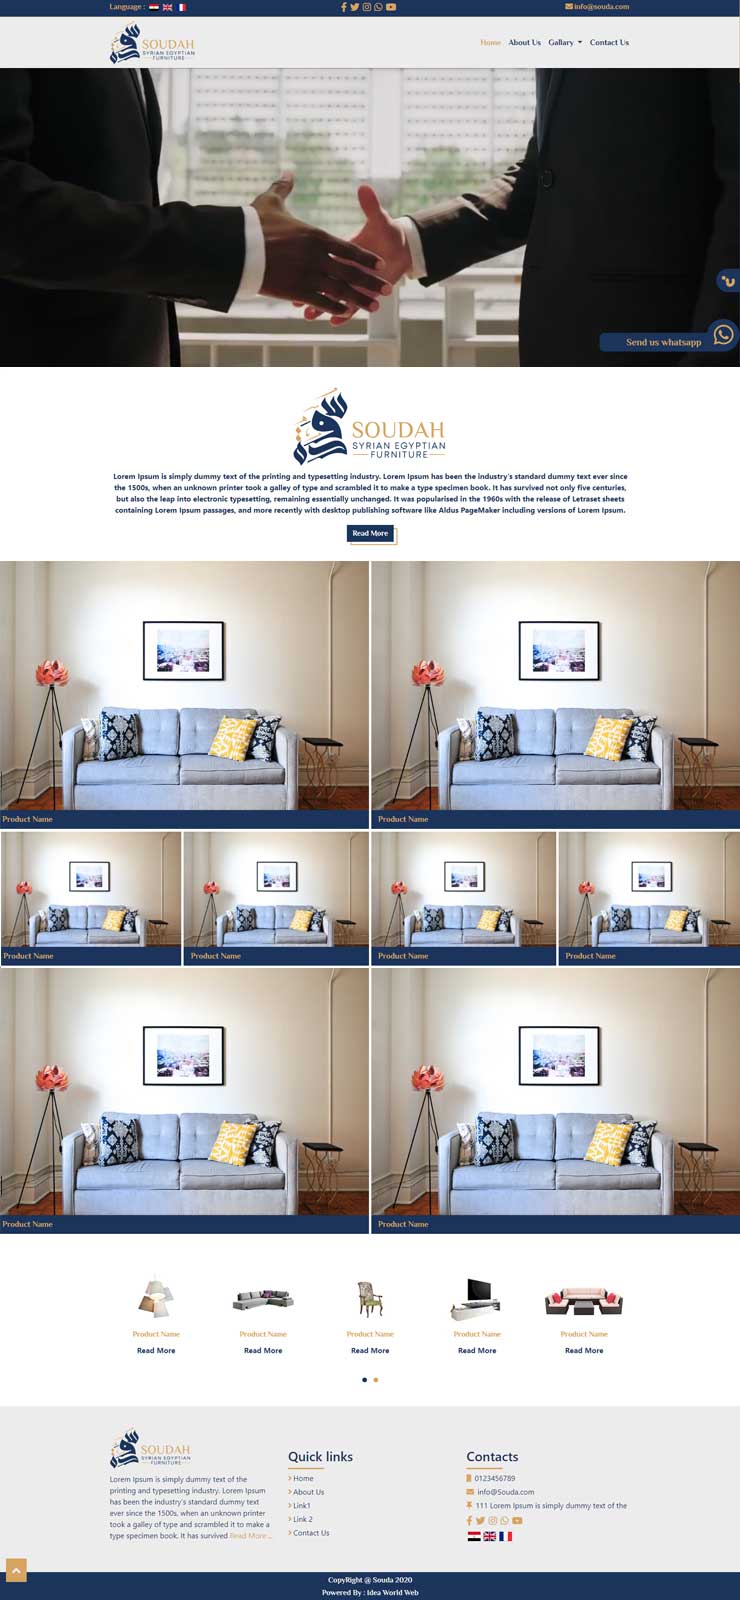 Language :
info@souda.com
SOUDAH
SYRIAN EGYPTIAN
FURNITURE
Home About Us Gallary Contact Us
Send us whatsapp
SOUDAH
SYRIAN EGYPTIAN
FURNITURE
Lorem Ipsum is simply dummy text of the printing and typesetting industry. Lorem Ipsum has been the industry's standard dummy text ever since
the 1500s, when an unknown printer took a galley of type and scrambled it to make a type specimen book. It has survived not only five centuries,
but also the leap into electronic typesetting, remaining essentially unchanged. It was popularised in the 1960s with the release of Letraset sheets
containing Lorem Ipsum passages, and more recently with desktop publishing software like Aldus PageMaker including versions of Lorem Ipsum.
Read More
Product Name
Product Name
Product Name
Product Name
Product Name
Product Name
Product Name
Product Name
Product Name
Product Name
Product Name
Product Name
Product Name
Read More
Read More
Read More
Read More
Read More
SOUDAH
SYRIAN EGYPTIAN
FURNITURE
Lorem Ipsum is simply dummy text of the
printing and typesetting industry. Lorem Ipsum
has been the industry's standard dummy text
ever since the 1500s, when an unknown printer
took a galley of type and scrambled it to make a
type specimen book. It has survived Read More ...
Quick links
Home
About Us
Link1
Link 2
Contact Us
Contacts
0123456789
info@Souda.com
111 Lorem Ipsum is simply dummy text of the
CopyRight @ Souda 2020
Powered By : Idea World Web